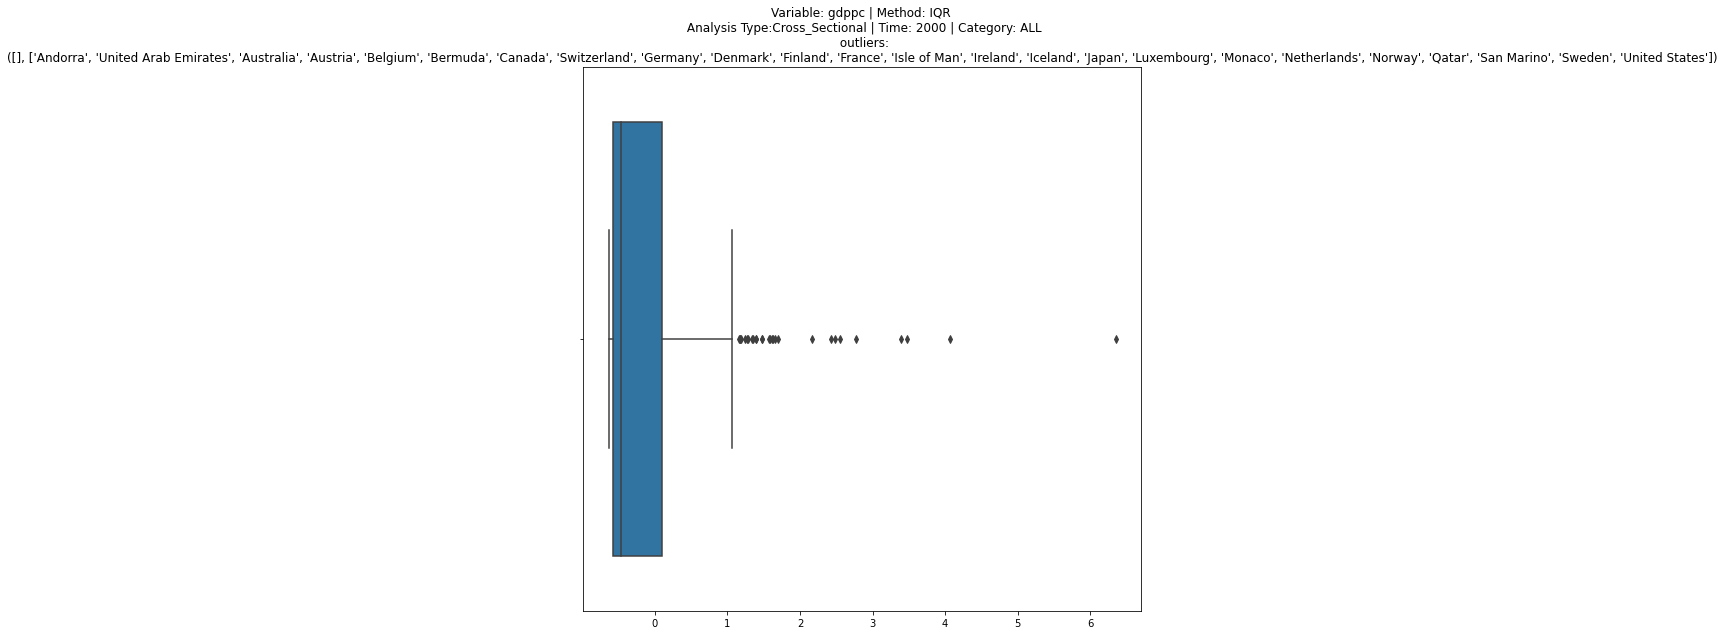 Variable: gdppc | Method: IQR
Analysis Type:Cross_Sectional | Time: 2000 | Category: ALL
outliers:
([], ['Andorra', 'United Arab Emirates', 'Australia', 'Austria', 'Belgium', 'Bermuda', 'Canada', 'Switzerland', 'Germany', 'Denmark', 'Finland', 'France', 'Isle of Man', 'Ireland', 'Iceland', 'Japan', 'Luxembourg', 'Monaco', 'Netherlands', 'Norway', 'Qatar', 'San Marino', 'Sweden', 'United States'])
0 1 2 3 4 5 6